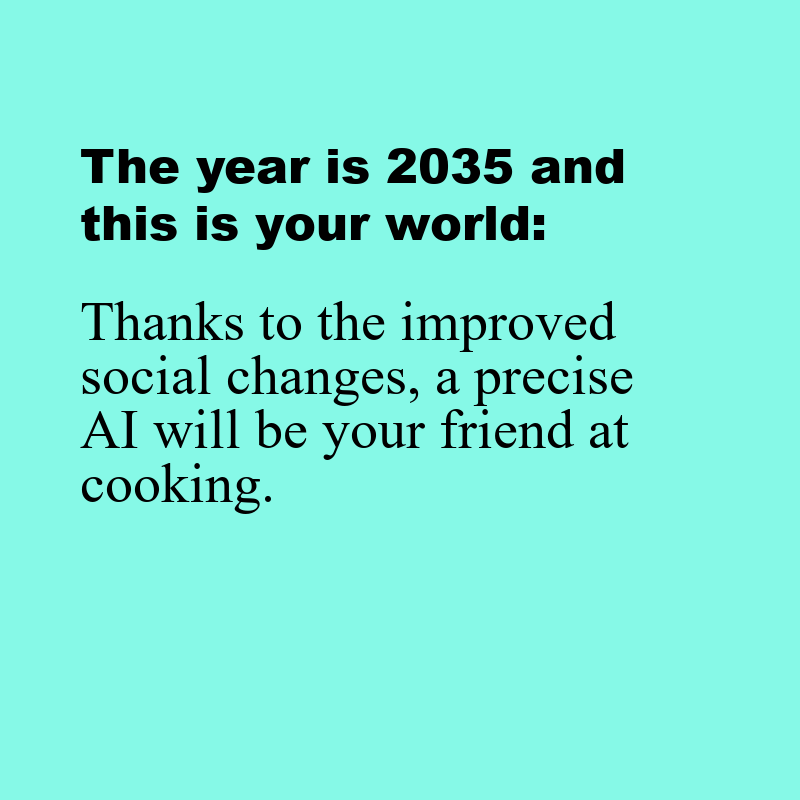 The year is 2035 and
this is your world:
Thanks to the improved
social changes, a precise
AI will be your friend at
cooking.